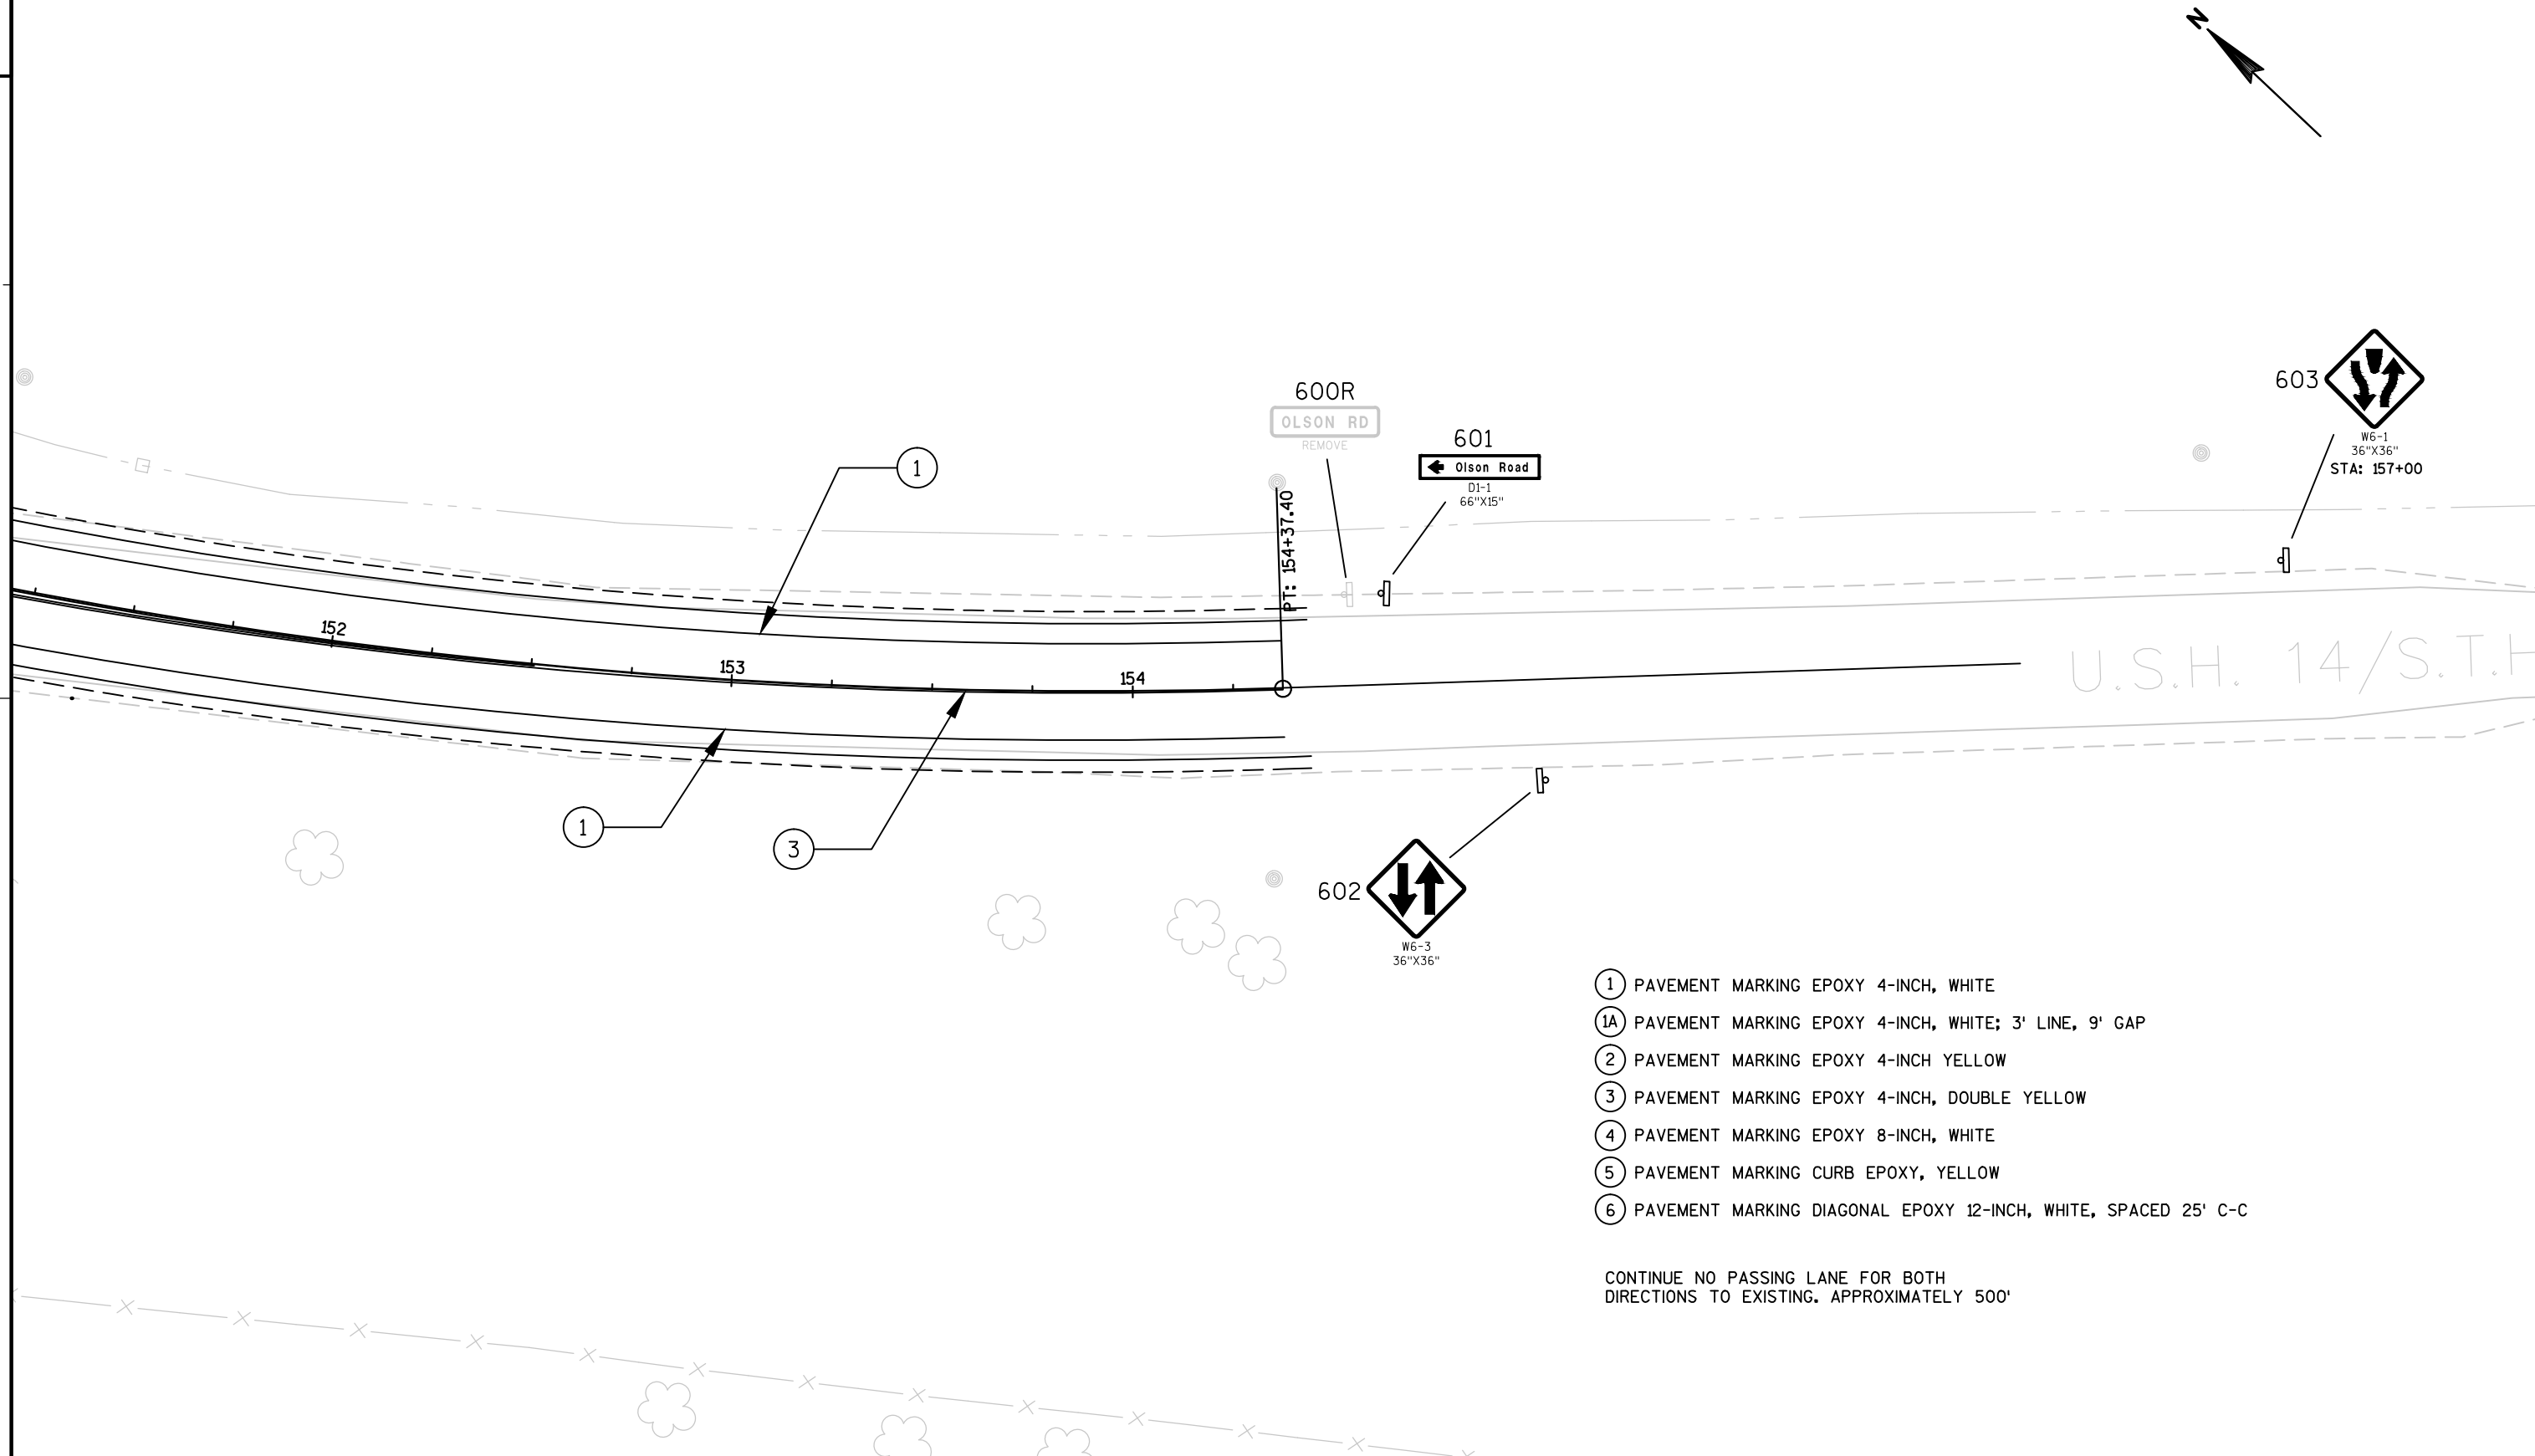 N
603
W6-1
36"X36"
STA: 157+00
600R
OLSON RD
REMOVE
601
Olson Road
D1-1
66"X15"
PT: 154+37.40
1
152
153
154
U.S.H. 14/S.T.H
1
3
602
W6-3
36"X36"
1 PAVEMENT MARKING EPOXY 4-INCH, WHITE
1A PAVEMENT MARKING EPOXY 4-INCH, WHITE; 3' LINE, 9' GAP
2 PAVEMENT MARKING EPOXY 4-INCH YELLOW
3 PAVEMENT MARKING EPOXY 4-INCH, DOUBLE YELLOW
4 PAVEMENT MARKING EPOXY 8-INCH, WHITE
5 PAVEMENT MARKING CURB EPOXY, YELLOW
6 PAVEMENT MARKING DIAGONAL EPOXY 12-INCH, WHITE, SPACED 25' C-C
CONTINUE NO PASSING LANE FOR BOTH
DIRECTIONS TO EXISTING. APPROXIMATELY 500'